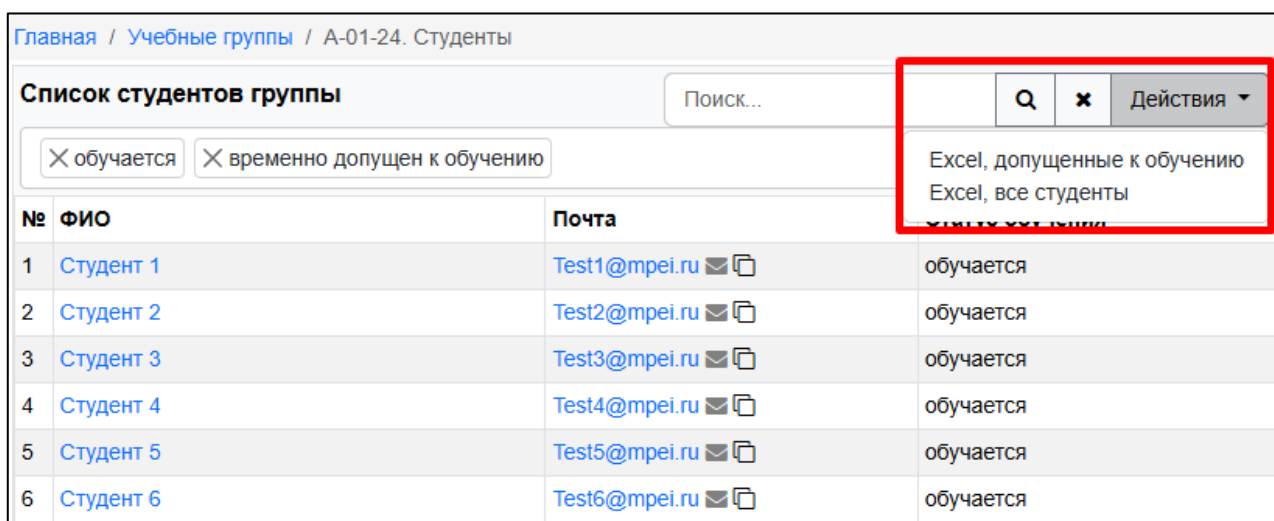 Главная / Учебные группы / А-01-24. Студенты
Список студентов группы Поиск... Действия
обучается временно допущен к обучению
Excel, допущенные к обучению
Excel, все студенты
№ ФИО Почта Статус обучения
1 Студент 1 Test1@mpei.ru обучается
2 Студент 2 Test2@mpei.ru обучается
3 Студент 3 Test3@mpei.ru обучается
4 Студент 4 Test4@mpei.ru обучается
5 Студент 5 Test5@mpei.ru обучается
6 Студент 6 Test6@mpei.ru обучается